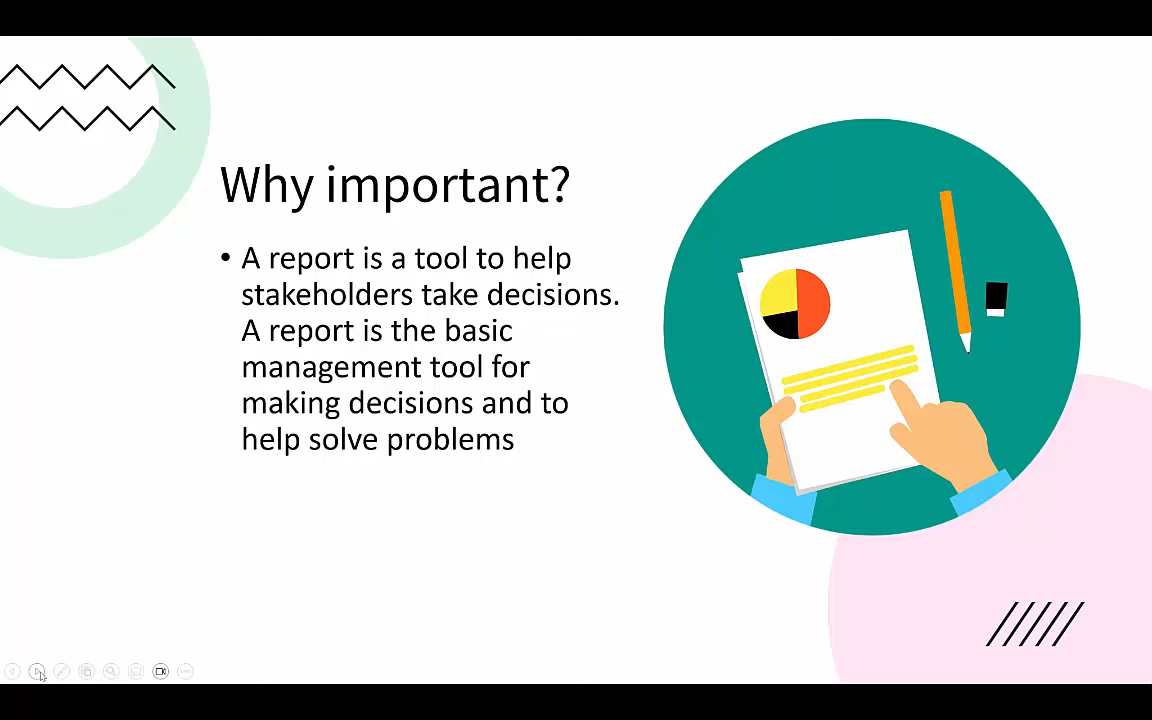 Why important?
• A report is a tool to help
stakeholders take decisions.
A report is the basic
management tool for
making decisions and to
help solve problems